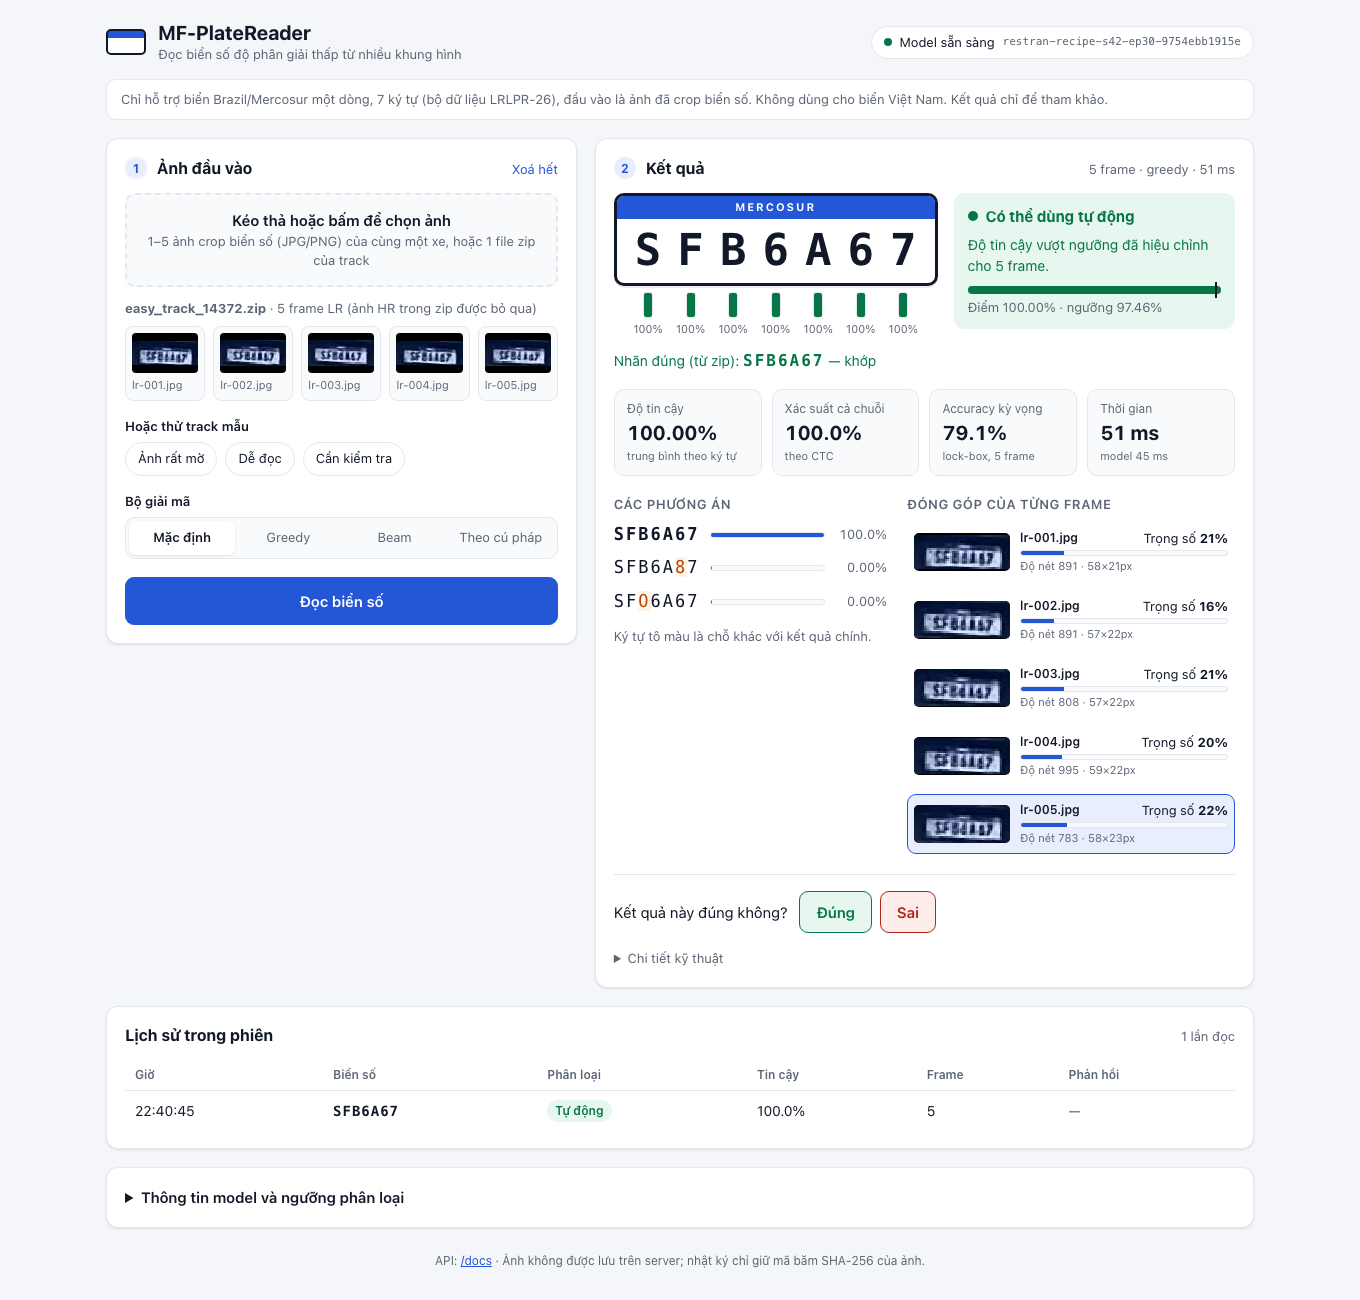 MF-PlateReader
Đọc biển số độ phân giải thấp từ nhiều khung hình
Model sẵn sàng restran-recipe-s42-ep30-9754ebb1915e
Chỉ hỗ trợ biển Brazil/Mercosur một dòng, 7 ký tự (bộ dữ liệu LRLPR-26), đầu vào là ảnh đã crop biển số. Không dùng cho biển Việt Nam. Kết quả chỉ để tham khảo.
1 Ảnh đầu vào
Xoá hết
Kéo thả hoặc bấm để chọn ảnh
1–5 ảnh crop biển số (JPG/PNG) của cùng một xe, hoặc 1 file zip
của track
easy_track_14372.zip · 5 frame LR (ảnh HR trong zip được bỏ qua)
SFB6A67 SFB6A67 SFB6A67 SFB6A67 SFB6A67
lr-001.jpg lr-002.jpg lr-003.jpg lr-004.jpg lr-005.jpg
Hoặc thử track mẫu
Ảnh rất mờ Dễ đọc Cần kiểm tra
Bộ giải mã
Mặc định Greedy Beam Theo cú pháp
Đọc biển số
2 Kết quả
5 frame · greedy · 51 ms
MERCOSUR
SFB6A67
100% 100% 100% 100% 100% 100% 100%
Có thể dùng tự động
Độ tin cậy vượt ngưỡng đã hiệu chỉnh
cho 5 frame.
Điểm 100.00% · ngưỡng 97.46%
Nhãn đúng (từ zip): SFB6A67 — khớp
Độ tin cậy
100.00%
trung bình theo ký tự
Xác suất cả chuỗi
100.0%
theo CTC
Accuracy kỳ vọng
79.1%
lock-box, 5 frame
Thời gian
51 ms
model 45 ms
CÁC PHƯƠNG ÁN
SFB6A67 100.0%
SFB6A87 0.00%
SFO6A67 0.00%
Ký tự tô màu là chỗ khác với kết quả chính.
ĐÓNG GÓP CỦA TỪNG FRAME
SFB6A67
lr-001.jpg Trọng số 21%
Độ nét 891 · 58×21px
SFB6A67
lr-002.jpg Trọng số 16%
Độ nét 891 · 57×22px
SFB6A67
lr-003.jpg Trọng số 21%
Độ nét 808 · 57×22px
SFB6A67
lr-004.jpg Trọng số 20%
Độ nét 995 · 59×22px
SFB6A67
lr-005.jpg Trọng số 22%
Độ nét 783 · 58×23px
Kết quả này đúng không? Đúng Sai
Chi tiết kỹ thuật
Lịch sử trong phiên
1 lần đọc
Giờ Biển số Phân loại Tin cậy Frame Phản hồi
22:40:45 SFB6A67 Tự động 100.0% 5 —
Thông tin model và ngưỡng phân loại
API: /docs · Ảnh không được lưu trên server; nhật ký chỉ giữ mã băm SHA-256 của ảnh.